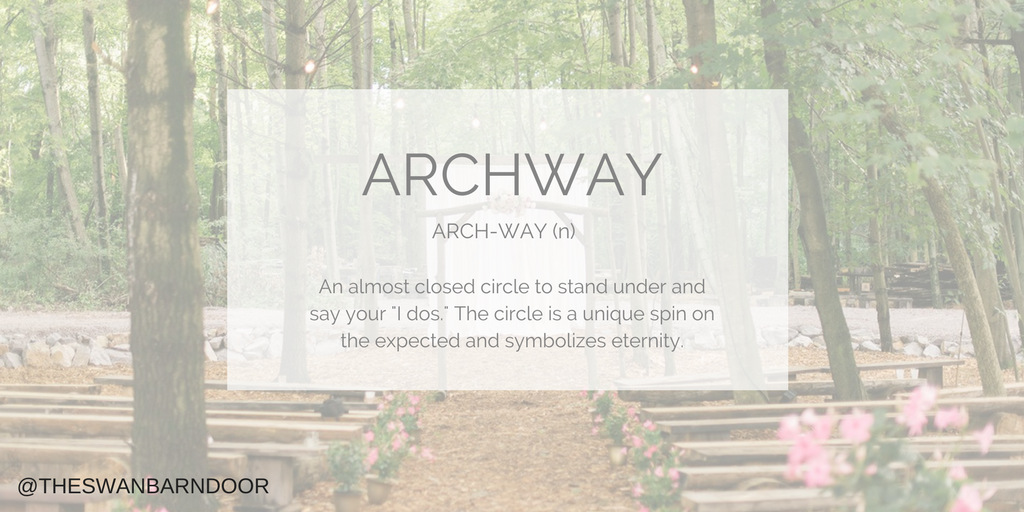 ARCHWAY
ARCH-WAY (n)
An almost closed circle to stand under and
say your "I dos." The circle is a unique spin on
the expected and symbolizes eternity.
@THESWANBARNDOOR